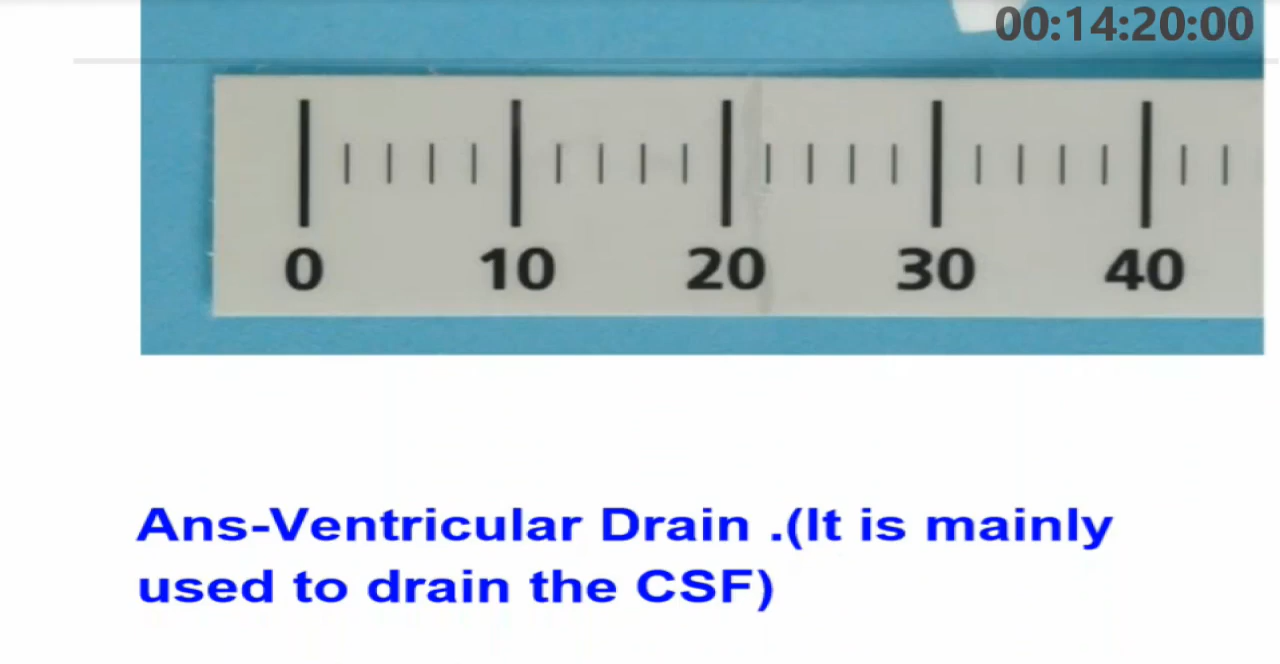 00:14:20:00
0 10 20 30 40
Ans-Ventricular Drain .(It is mainly
used to drain the CSF)